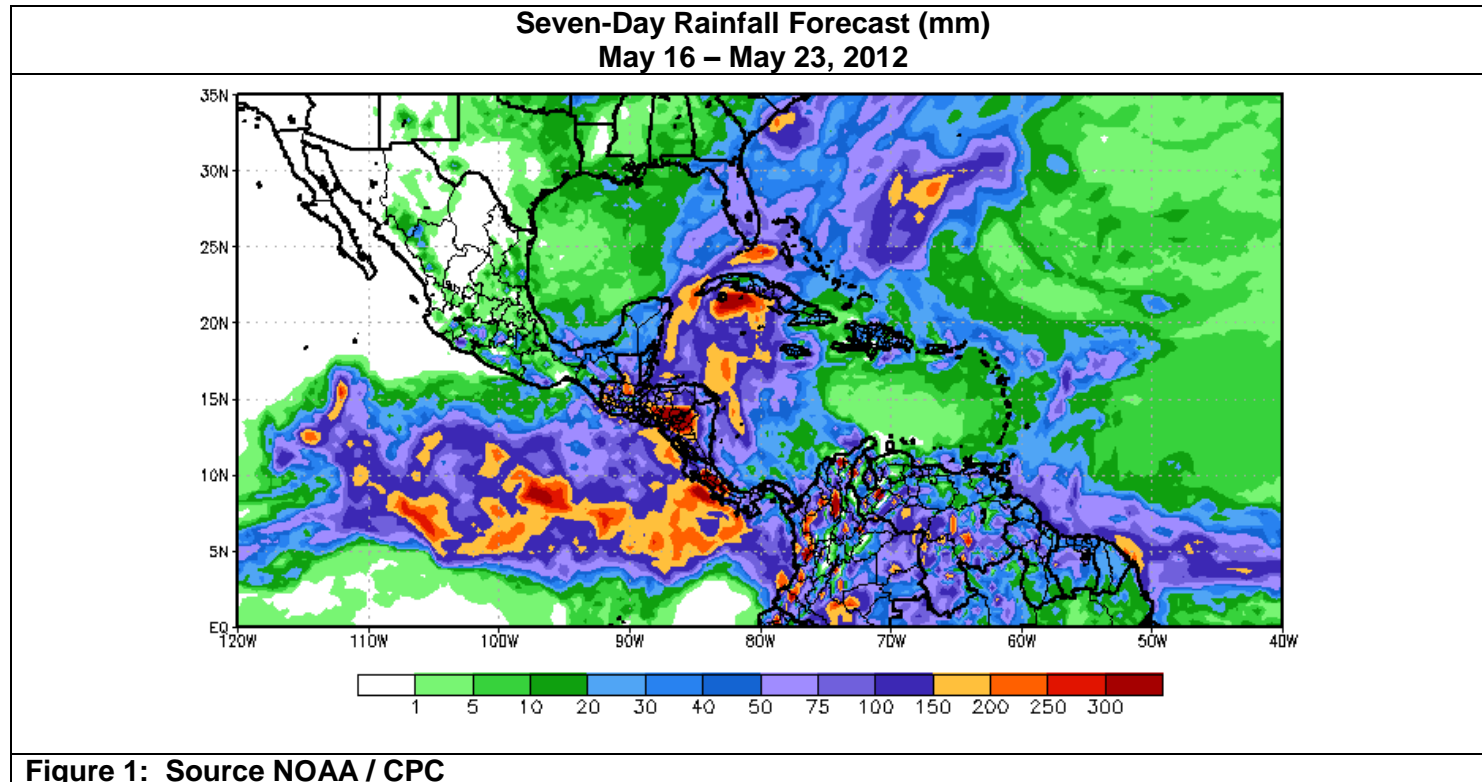 Seven-Day Rainfall Forecast (mm)
May 16 – May 23, 2012
35N
30N
25N
20N
15N
10N
5N
EQ
120W 110W 100W 90W 80W 70W 60W 50W 40W
1 5 10 20 30 40 50 75 100 150 200 250 300
Figure 1: Source NOAA / CPC